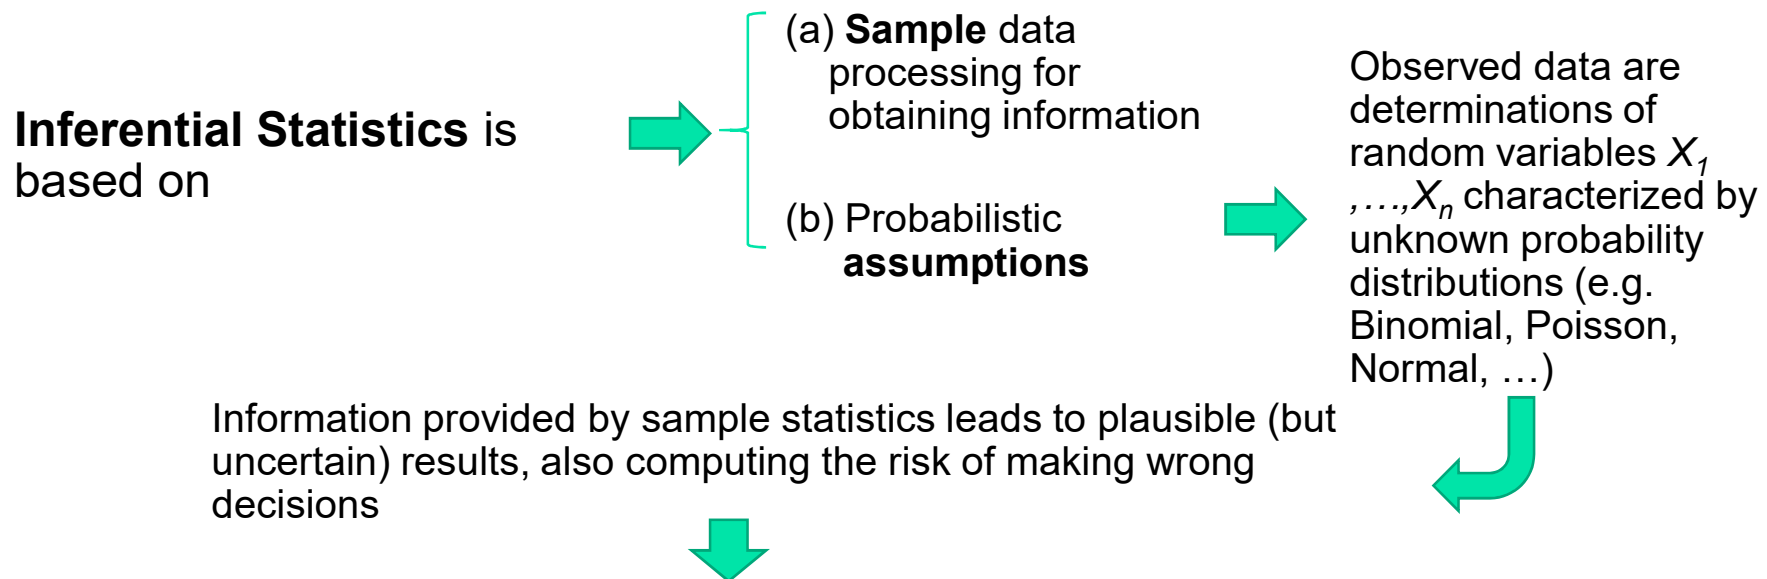 Inferential Statistics is
based on
(a) Sample data
processing for
obtaining information
(b) Probabilistic
assumptions
Observed data are
determinations of
random variables X1
,…,Xn characterized by
unknown probability
distributions (e.g.
Binomial, Poisson,
Normal, …)
Information provided by sample statistics leads to plausible (but
uncertain) results, also computing the risk of making wrong
decisions